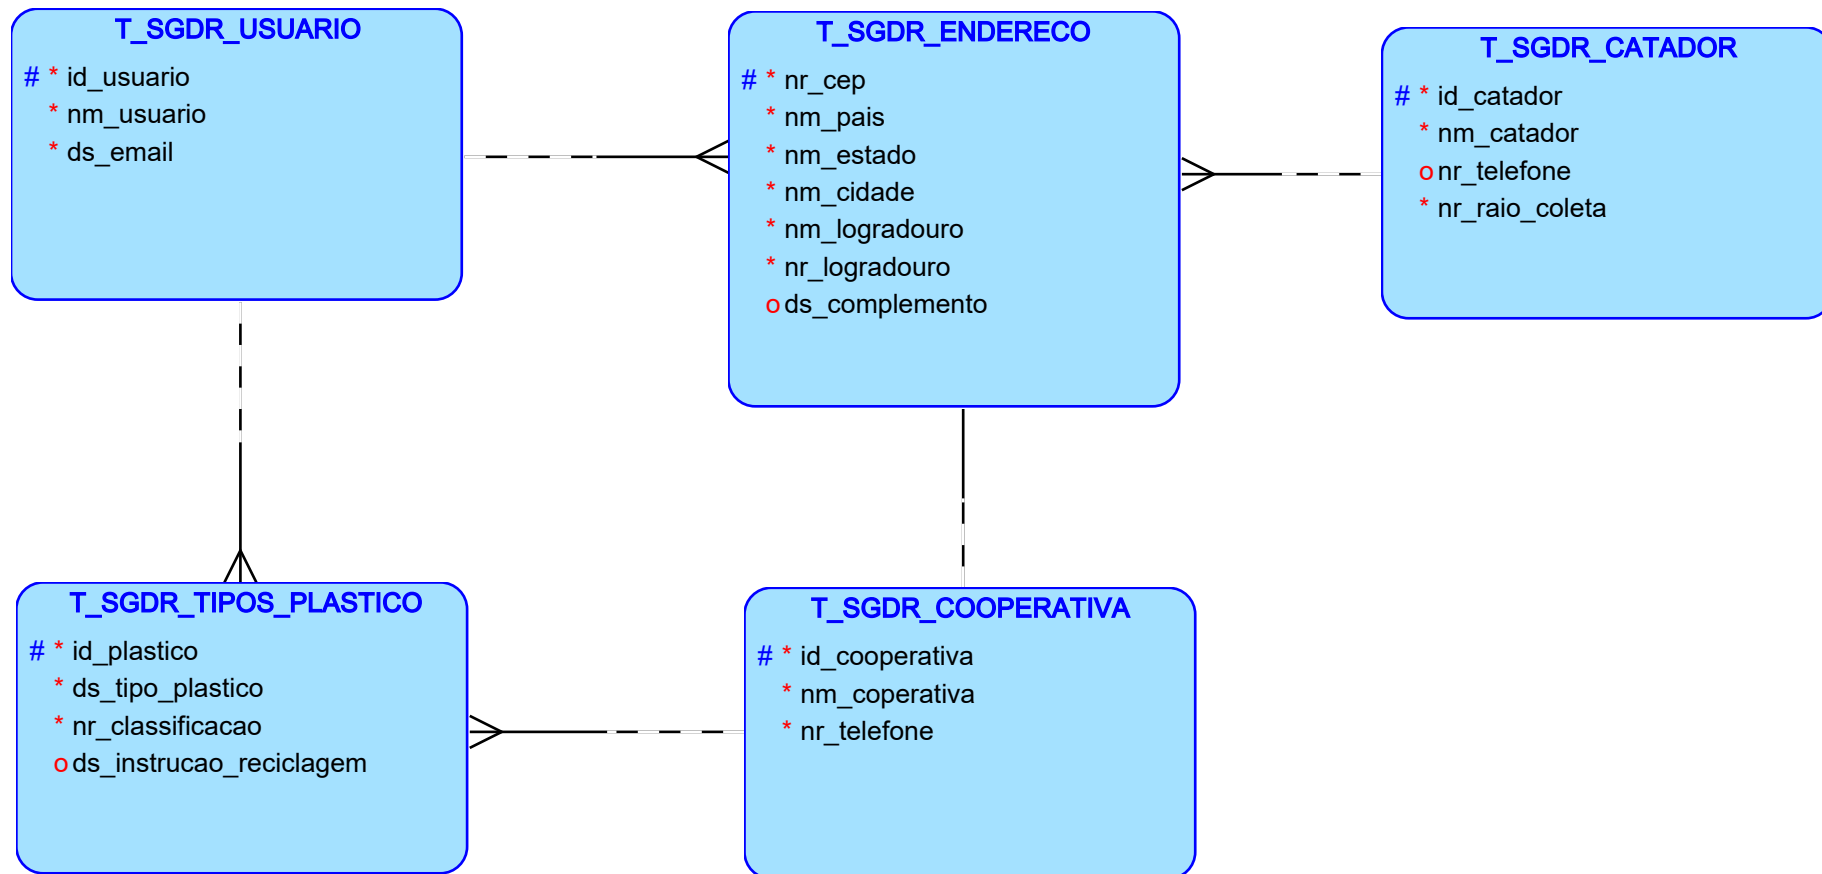 T_SGDR_USUARIO
# * id_usuario
* nm_usuario
* ds_email
T_SGDR_ENDERECO
# * nr_cep
* nm_pais
* nm_estado
* nm_cidade
* nm_logradouro
* nr_logradouro
o ds_complemento
T_SGDR_CATADOR
# * id_catador
* nm_catador
o nr_telefone
* nr_raio_coleta
T_SGDR_TIPOS_PLASTICO
# * id_plastico
* ds_tipo_plastico
* nr_classificacao
o ds_instrucao_reciclagem
T_SGDR_COOPERATIVA
# * id_cooperativa
* nm_coperativa
* nr_telefone